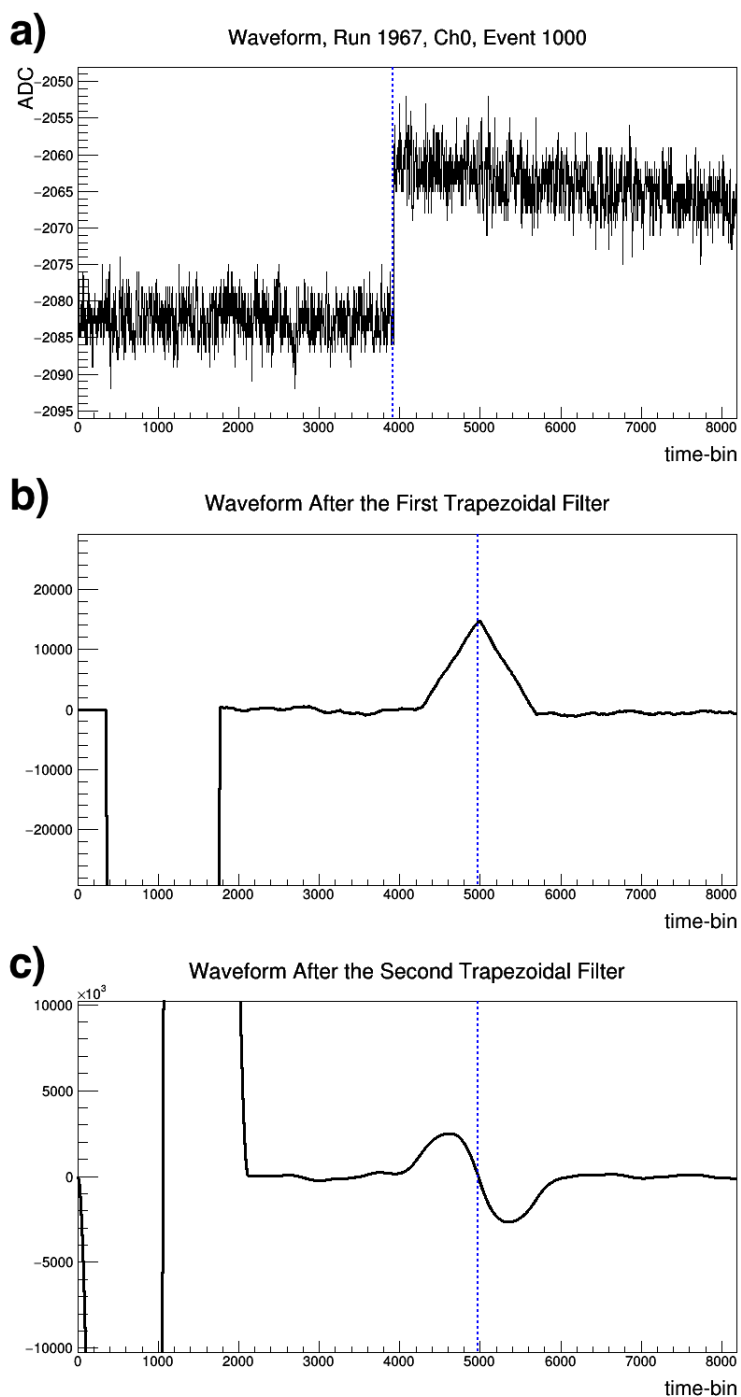 a)
Waveform, Run 1967, Ch0, Event 1000
ADC
−2050
−2055
−2060
−2065
−2070
−2075
−2080
−2085
−2090
−2095
0 1000 2000 3000 4000 5000 6000 7000 8000
time-bin
b)
Waveform After the First Trapezoidal Filter
20000
10000
0
−10000
−20000
0 1000 2000 3000 4000 5000 6000 7000 8000
time-bin
c)
Waveform After the Second Trapezoidal Filter
×10³
10000
5000
0
−5000
−10000
0 1000 2000 3000 4000 5000 6000 7000 8000
time-bin